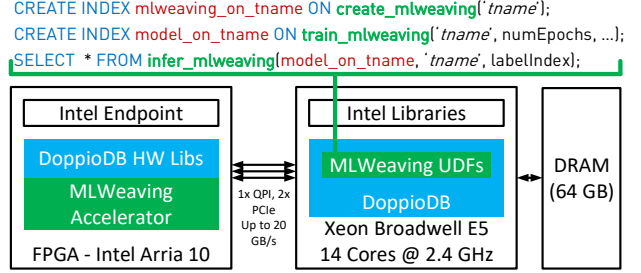 CREATE INDEX mlweaving_on_tname ON create_mlweaving('tname');
CREATE INDEX model_on_tname ON train_mlweaving('tname', numEpochs, ...);
SELECT * FROM infer_mlweaving(model_on_tname, 'tname', labelIndex);
Intel Endpoint
DoppioDB HW Libs
MLWeaving
Accelerator
FPGA - Intel Arria 10
1x QPI, 2x
PCIe
Up to 20
GB/s
Intel Libraries
MLWeaving UDFs
DoppioDB
Xeon Broadwell E5
14 Cores @ 2.4 GHz
DRAM
(64 GB)